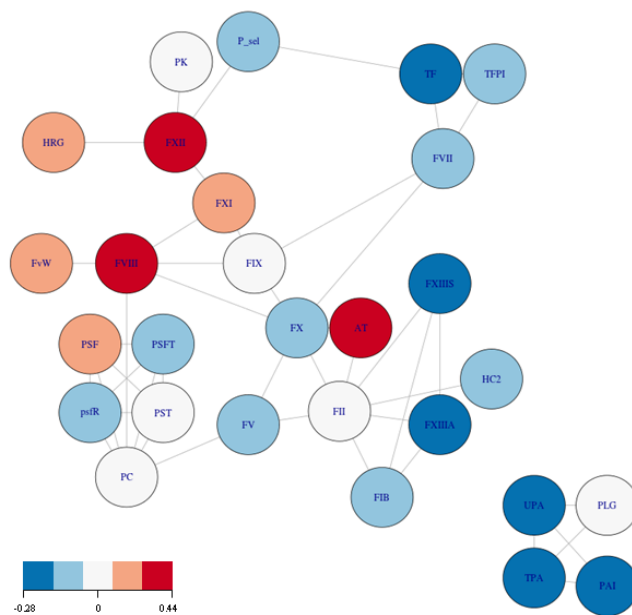 P_sel
PK
TF
TFPI
HRG
FXII
FVII
FXI
FvW
FVIII
FIX
FXIIIS
FX
AT
PSF
PSFT
HC2
psfR
PST
FII
FV
FXIIIA
PC
FIB
UPA
PLG
TPA
PAI
-0.28
0
0.44